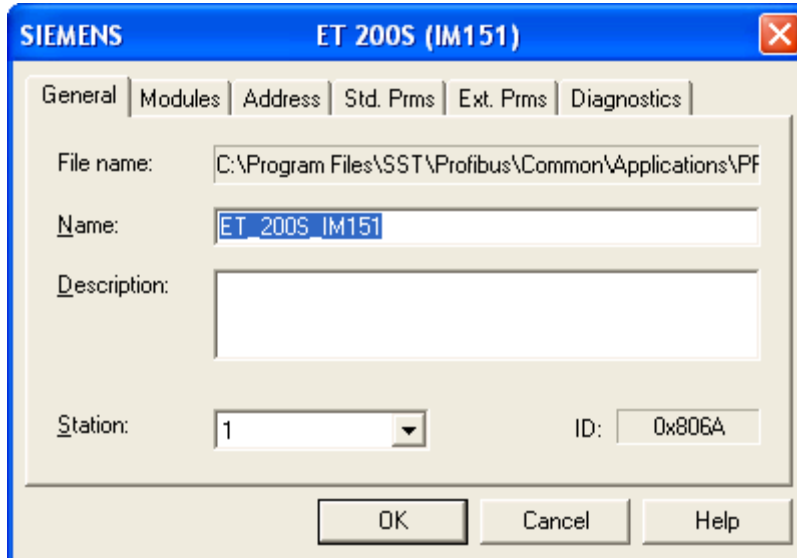 SIEMENS ET 200S (IM151)
General Modules Address Std. Prms Ext. Prms Diagnostics
File name: C:\Program Files\SST\Profibus\Common\Applications\PF
Name: ET_200S_IM151
Description:
Station: 1 ID: 0x806A
OK Cancel Help